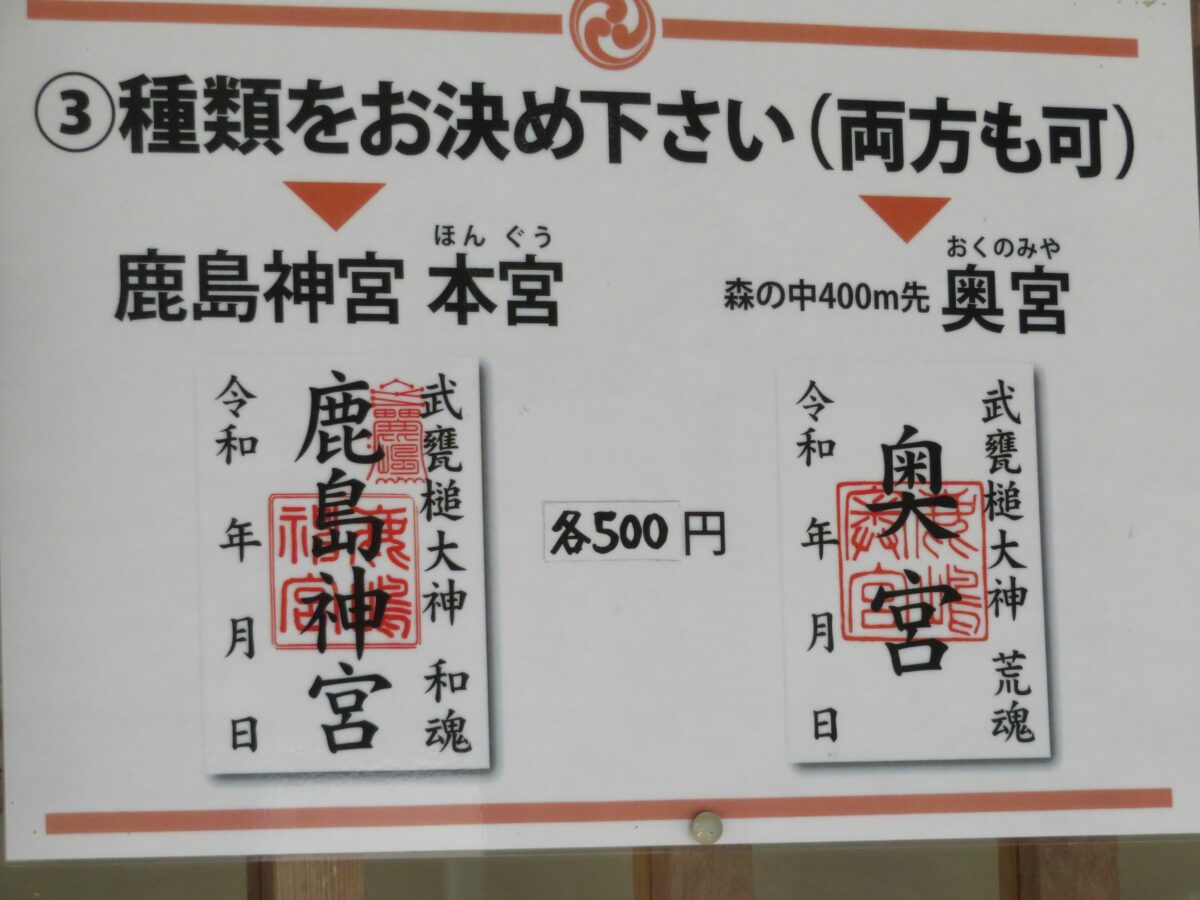 ③種類をお決め下さい（両方も可）
ほん ぐう
鹿島神宮 本宮
おくのみや
森の中400m先 奥宮
武甕槌大神 和魂
鹿島神宮
令和 年 月 日
各500円
武甕槌大神 荒魂
奥宮
令和 年 月 日